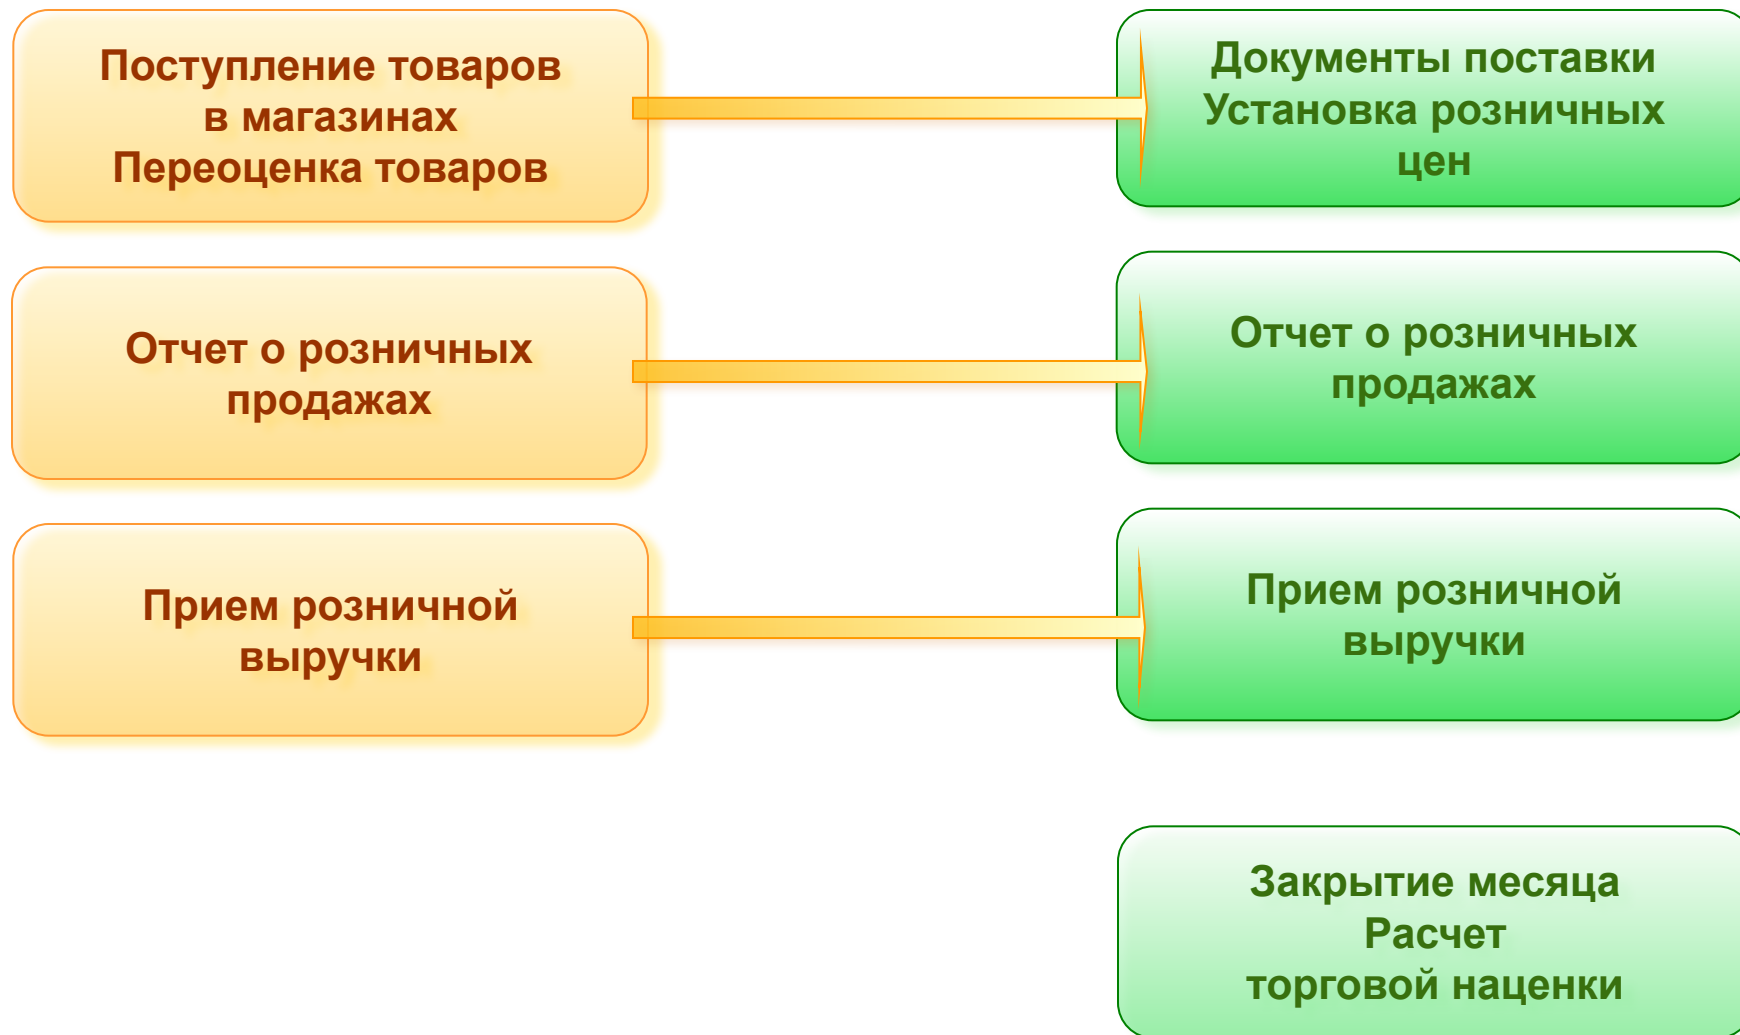 Поступление товаров
в магазинах
Переоценка товаров
Документы поставки
Установка розничных
цен
Отчет о розничных
продажах
Отчет о розничных
продажах
Прием розничной
выручки
Прием розничной
выручки
Закрытие месяца
Расчет
торговой наценки